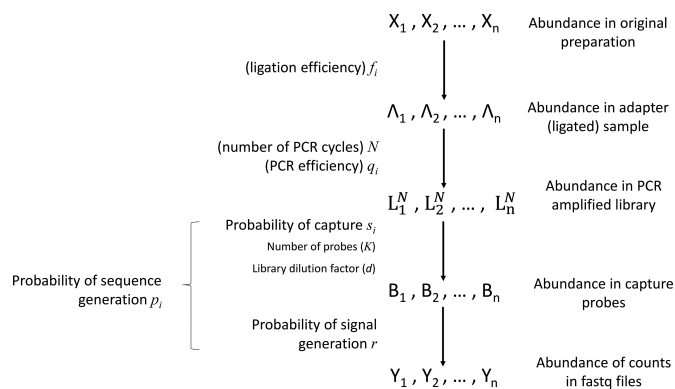 X₁ , X₂ , ... , Xₙ
Abundance in original
preparation
(ligation efficiency) fᵢ
Λ₁ , Λ₂ , ... , Λₙ
Abundance in adapter
(ligated) sample
(number of PCR cycles) N
(PCR efficiency) qᵢ
L₁ᴺ , L₂ᴺ , ... , Lₙᴺ
Abundance in PCR
amplified library
Probability of capture sᵢ
Number of probes (K)
Library dilution factor (d)
Probability of sequence
generation pᵢ
B₁ , B₂ , ... , Bₙ
Abundance in capture
probes
Probability of signal
generation r
Y₁ , Y₂ , ... , Yₙ
Abundance of counts
in fastq files